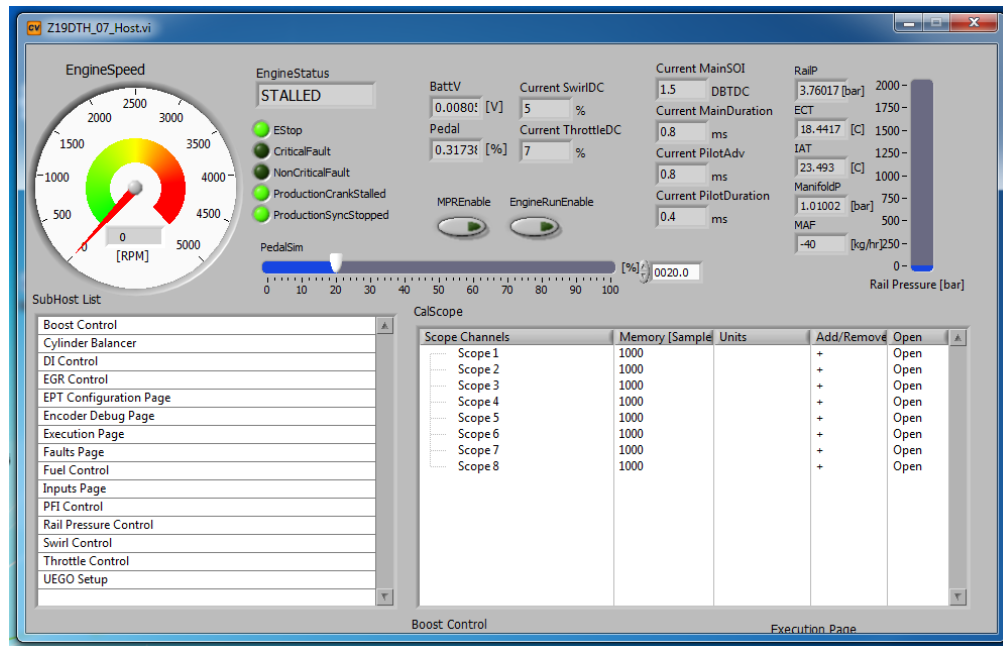 CV Z19DTH_07_Host.vi
EngineSpeed
0
500
1000
1500
2000
2500
3000
3500
4000
4500
5000
0
[RPM]
EngineStatus
STALLED
EStop
CriticalFault
NonCriticalFault
ProductionCrankStalled
ProductionSyncStopped
BattV
0.00805 [V]
Pedal
0.31738 [%]
Current SwirlDC
5 %
Current ThrottleDC
7 %
MPREnable
EngineRunEnable
Current MainSOI
1.5 DBTDC
Current MainDuration
0.8 ms
Current PilotAdv
0.8 ms
Current PilotDuration
0.4 ms
RailP
3.76017 [bar]
ECT
18.4417 [C]
IAT
23.493 [C]
ManifoldP
1.01002 [bar]
MAF
-40 [kg/hr]
2000
1750
1500
1250
1000
750
500
250
0
Rail Pressure [bar]
PedalSim
[%] 0020.0
0 10 20 30 40 50 60 70 80 90 100
SubHost List
Boost Control
Cylinder Balancer
DI Control
EGR Control
EPT Configuration Page
Encoder Debug Page
Execution Page
Faults Page
Fuel Control
Inputs Page
PFI Control
Rail Pressure Control
Swirl Control
Throttle Control
UEGO Setup
CalScope
Scope Channels Memory [Sample Units Add/Remove Open
Scope 1 1000 + Open
Scope 2 1000 + Open
Scope 3 1000 + Open
Scope 4 1000 + Open
Scope 5 1000 + Open
Scope 6 1000 + Open
Scope 7 1000 + Open
Scope 8 1000 + Open
Boost Control
Execution Page